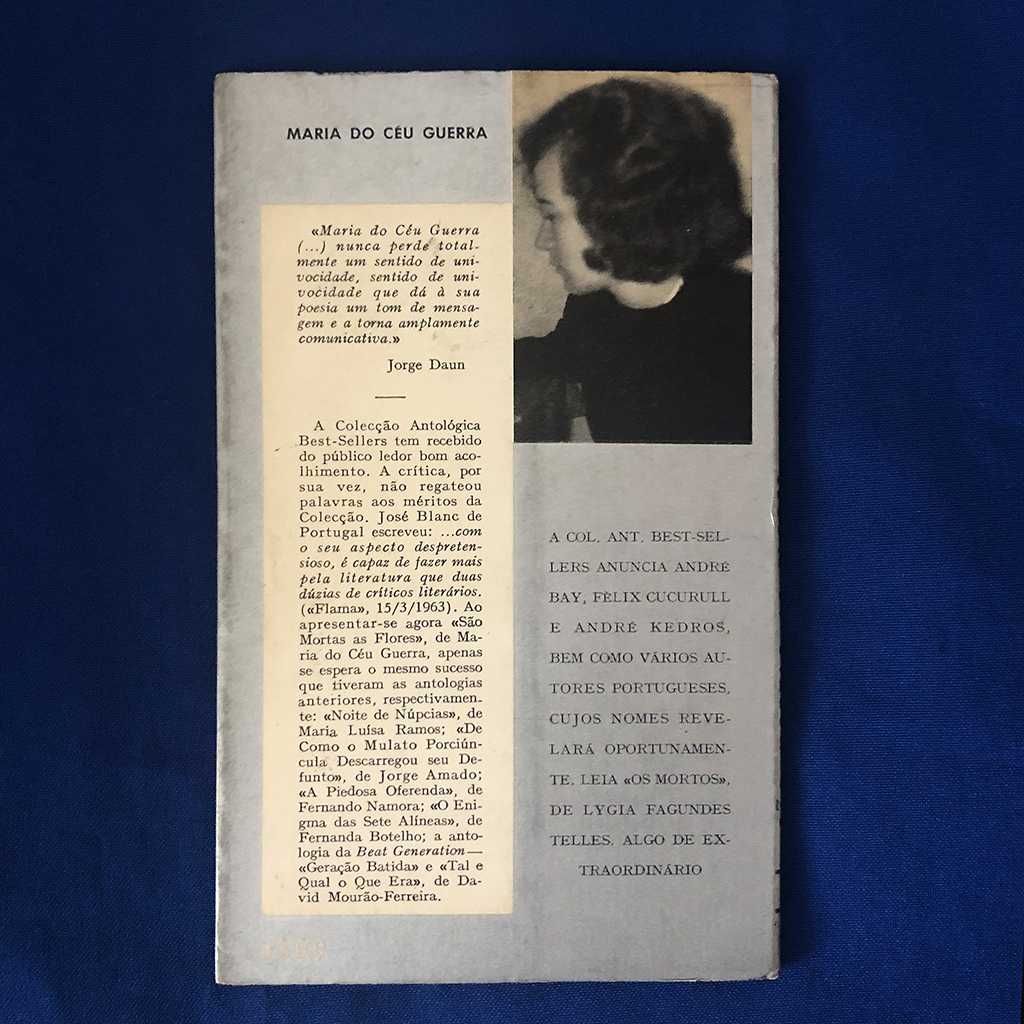 MARIA DO CÉU GUERRA
«Maria do Céu Guerra
(...) nunca perde total-
mente um sentido de uni-
vocidade, sentido de uni-
vocidade que dá à sua
poesia um tom de mensa-
gem e a torna amplamente
comunicativa.»
Jorge Daun
A Colecção Antológica
Best-Sellers tem recebido
do público ledor bom aco-
lhimento. A crítica, por
sua vez, não regateou
palavras aos méritos da
Colecção. José Blanc de
Portugal escreveu: ...com
o seu aspecto despreten-
sioso, é capaz de fazer mais
pela literatura que duas
dúzias de críticos literários.
(«Flama», 15/3/1963). Ao
apresentar-se agora «São
Mortas as Flores», de Ma-
ria do Céu Guerra, apenas
se espera o mesmo sucesso
que tiveram as antologias
anteriores, respectivamen-
te: «Noite de Núpcias», de
Maria Luísa Ramos; «De
Como o Mulato Porciún-
cula Descarregou seu De-
funto», de Jorge Amado;
«A Piedosa Oferenda», de
Fernando Namora; «O Enig-
ma das Sete Alíneas», de
Fernanda Botelho; a anto-
logia da Beat Generation—
«Geração Batida» e «Tal e
Qual o Que Era», de Da-
vid Mourão-Ferreira.
A COL. ANT. BEST-SEL-
LERS ANUNCIA ANDRÉ
BAY, FÈLIX CUCURULL
E ANDRÉ KEDROS,
BEM COMO VÁRIOS AU-
TORES PORTUGUESES,
CUJOS NOMES REVE-
LARÁ OPORTUNAMEN-
TE. LEIA «OS MORTOS»,
DE LYGIA FAGUNDES
TELLES. ALGO DE EX-
TRAORDINÁRIO